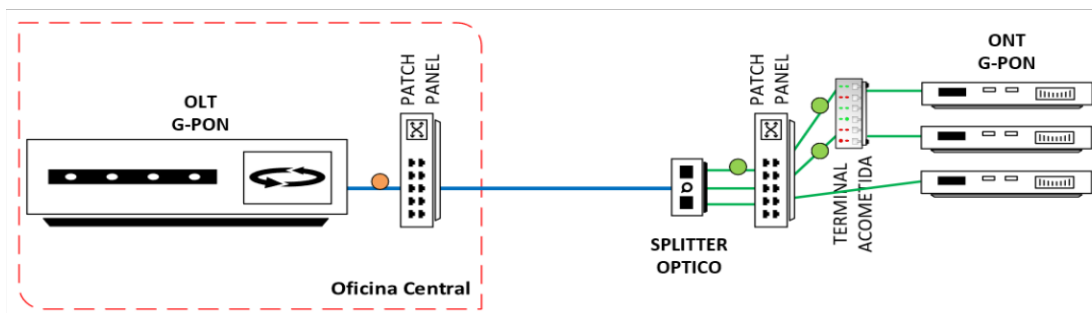 OLT
G-PON
PATCH
PANEL
Oficina Central
SPLITTER
OPTICO
PATCH
PANEL
TERMINAL
ACOMETIDA
ONT
G-PON